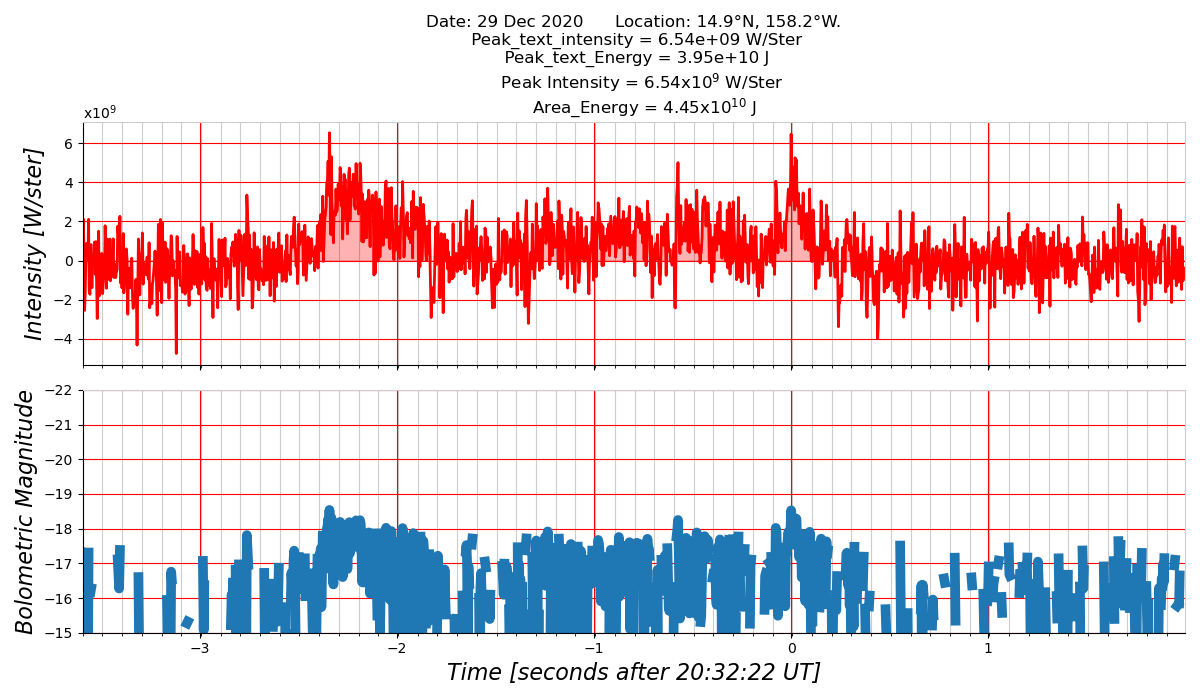 Date: 29 Dec 2020 Location: 14.9°N, 158.2°W.
Peak_text_intensity = 6.54e+09 W/Ster
Peak_text_Energy = 3.95e+10 J
Peak Intensity = 6.54x10⁹ W/Ster
Area_Energy = 4.45x10¹⁰ J
x10⁹
6
4
2
0
−2
−4
Intensity [W/ster]
−22
−21
−20
−19
−18
−17
−16
−15
Bolometric Magnitude
−3 −2 −1 0 1
Time [seconds after 20:32:22 UT]